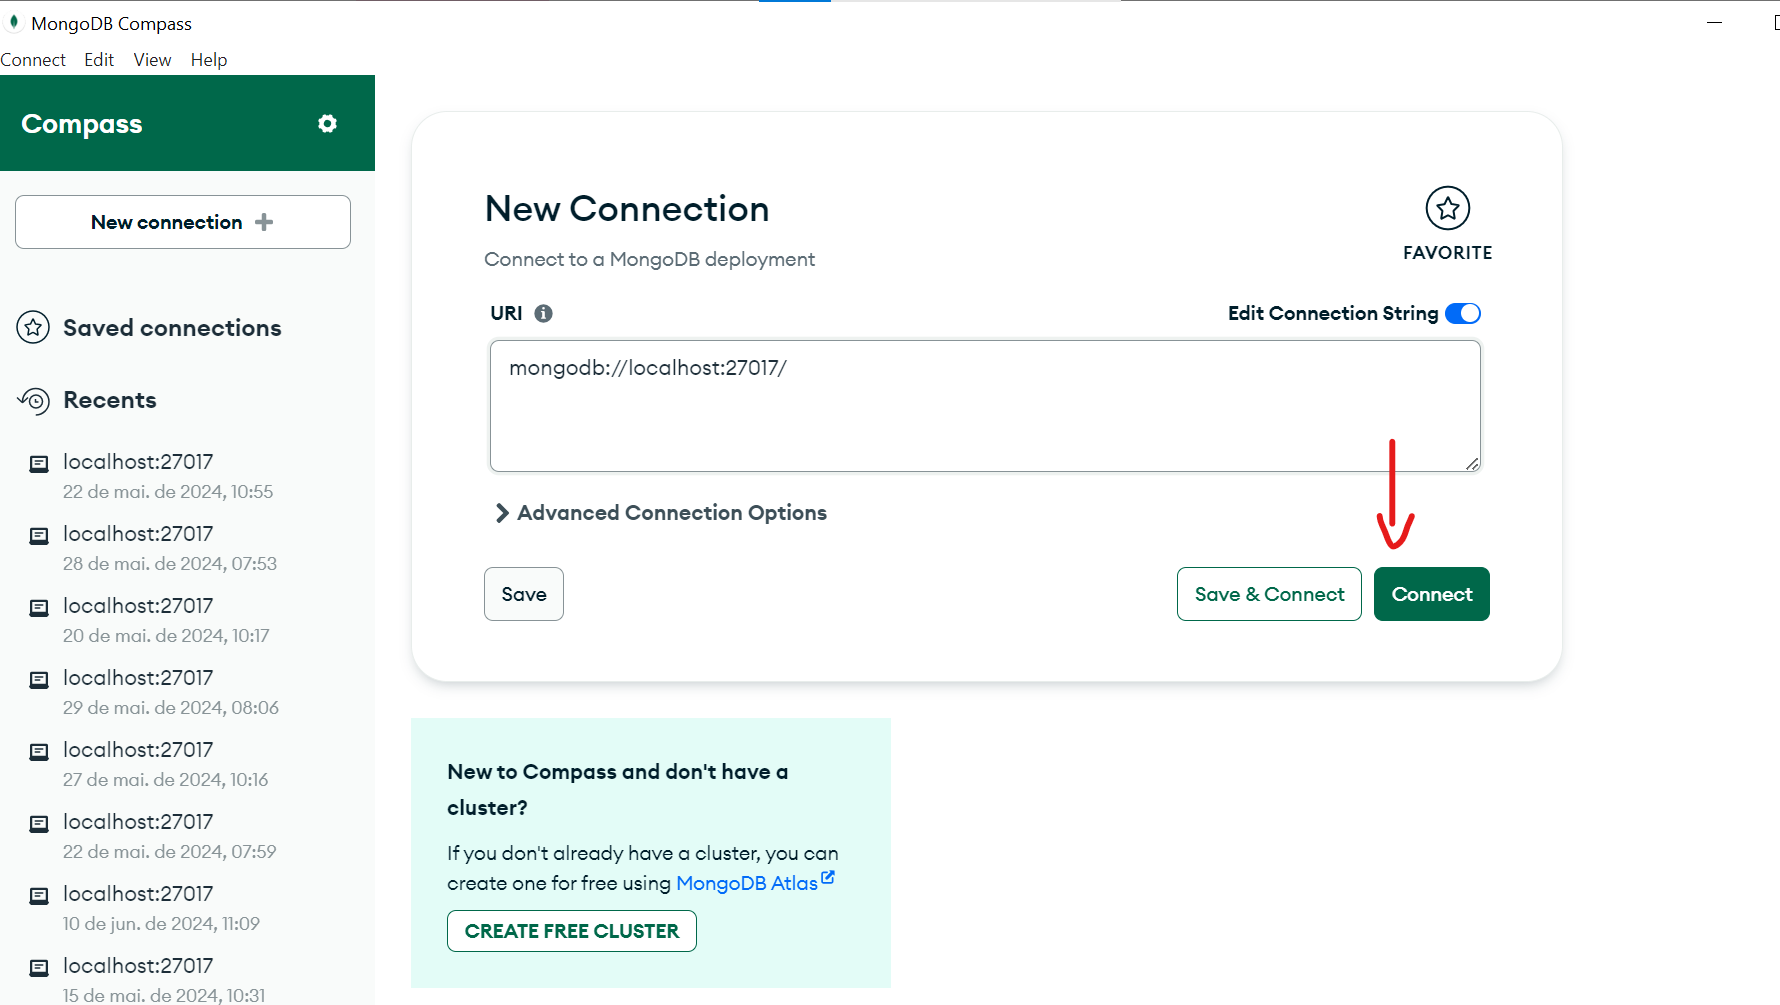 MongoDB Compass
Connect Edit View Help
Compass
New connection
Saved connections
Recents
localhost:27017
22 de mai. de 2024, 10:55
localhost:27017
28 de mai. de 2024, 07:53
localhost:27017
20 de mai. de 2024, 10:17
localhost:27017
29 de mai. de 2024, 08:06
localhost:27017
27 de mai. de 2024, 10:16
localhost:27017
22 de mai. de 2024, 07:59
localhost:27017
10 de jun. de 2024, 11:09
localhost:27017
15 de mai. de 2024, 10:31
New Connection
Connect to a MongoDB deployment
FAVORITE
URI
Edit Connection String
mongodb://localhost:27017/
Advanced Connection Options
Save
Save & Connect
Connect
New to Compass and don't have a
cluster?
If you don't already have a cluster, you can
create one for free using MongoDB Atlas
CREATE FREE CLUSTER